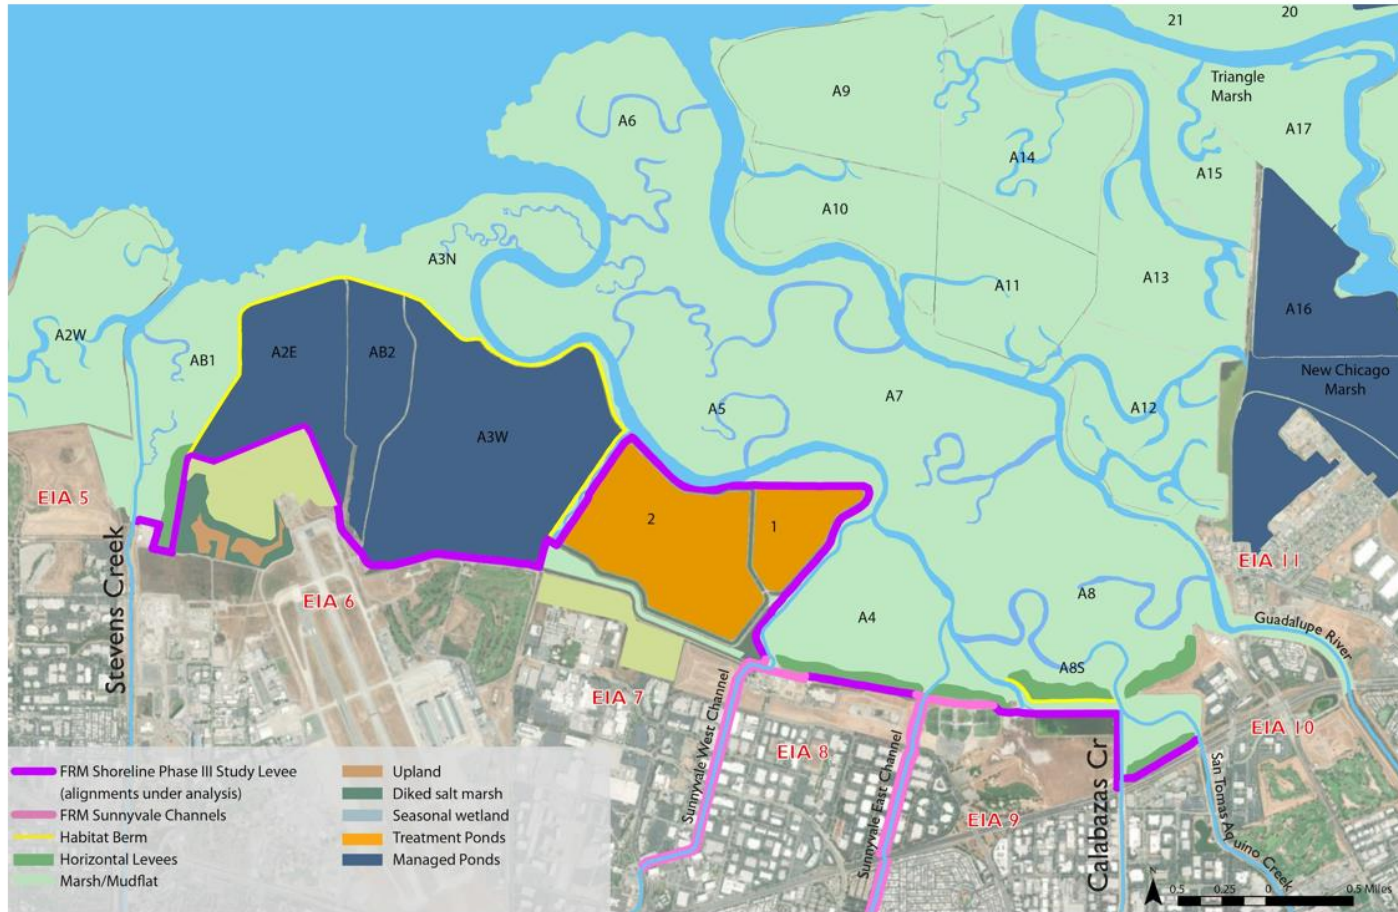 21
20
Triangle
Marsh
A9
A6
A17
A14
A15
A10
A3N
A13
A11
A16
A2W
AB1
A2E
AB2
New Chicago
Marsh
A7
A5
A12
A3W
EIA 5
2
1
EIA 11
Stevens Creek
EIA 6
A8
A4
Guadalupe River
A8S
EIA 7
Sunnyvale West Channel
EIA 8
Sunnyvale East Channel
EIA 10
Calabazas Cr
San Tomas Aquino Creek
EIA 9
FRM Shoreline Phase III Study Levee
(alignments under analysis)
FRM Sunnyvale Channels
Habitat Berm
Horizontal Levees
Marsh/Mudflat
Upland
Diked salt marsh
Seasonal wetland
Treatment Ponds
Managed Ponds
N
0.5 0.25 0 0.5 Miles